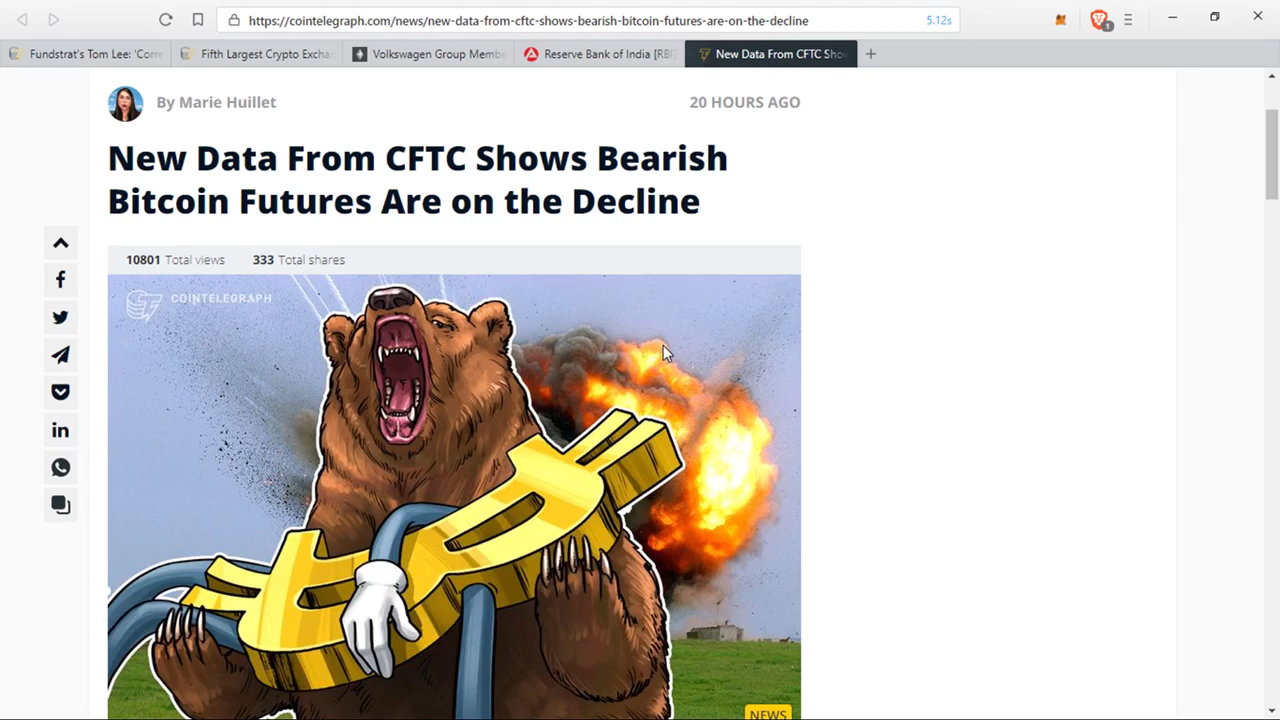 https://cointelegraph.com/news/new-data-from-cftc-shows-bearish-bitcoin-futures-are-on-the-decline
5.12s
1
Fundstrat's Tom Lee: 'Corre
Fifth Largest Crypto Exchan
Volkswagen Group Membe
Reserve Bank of India [RBI]
New Data From CFTC Sho
By Marie Huillet
20 HOURS AGO
New Data From CFTC Shows Bearish
Bitcoin Futures Are on the Decline
10801 Total views 333 Total shares
COINTELEGRAPH
NEWS